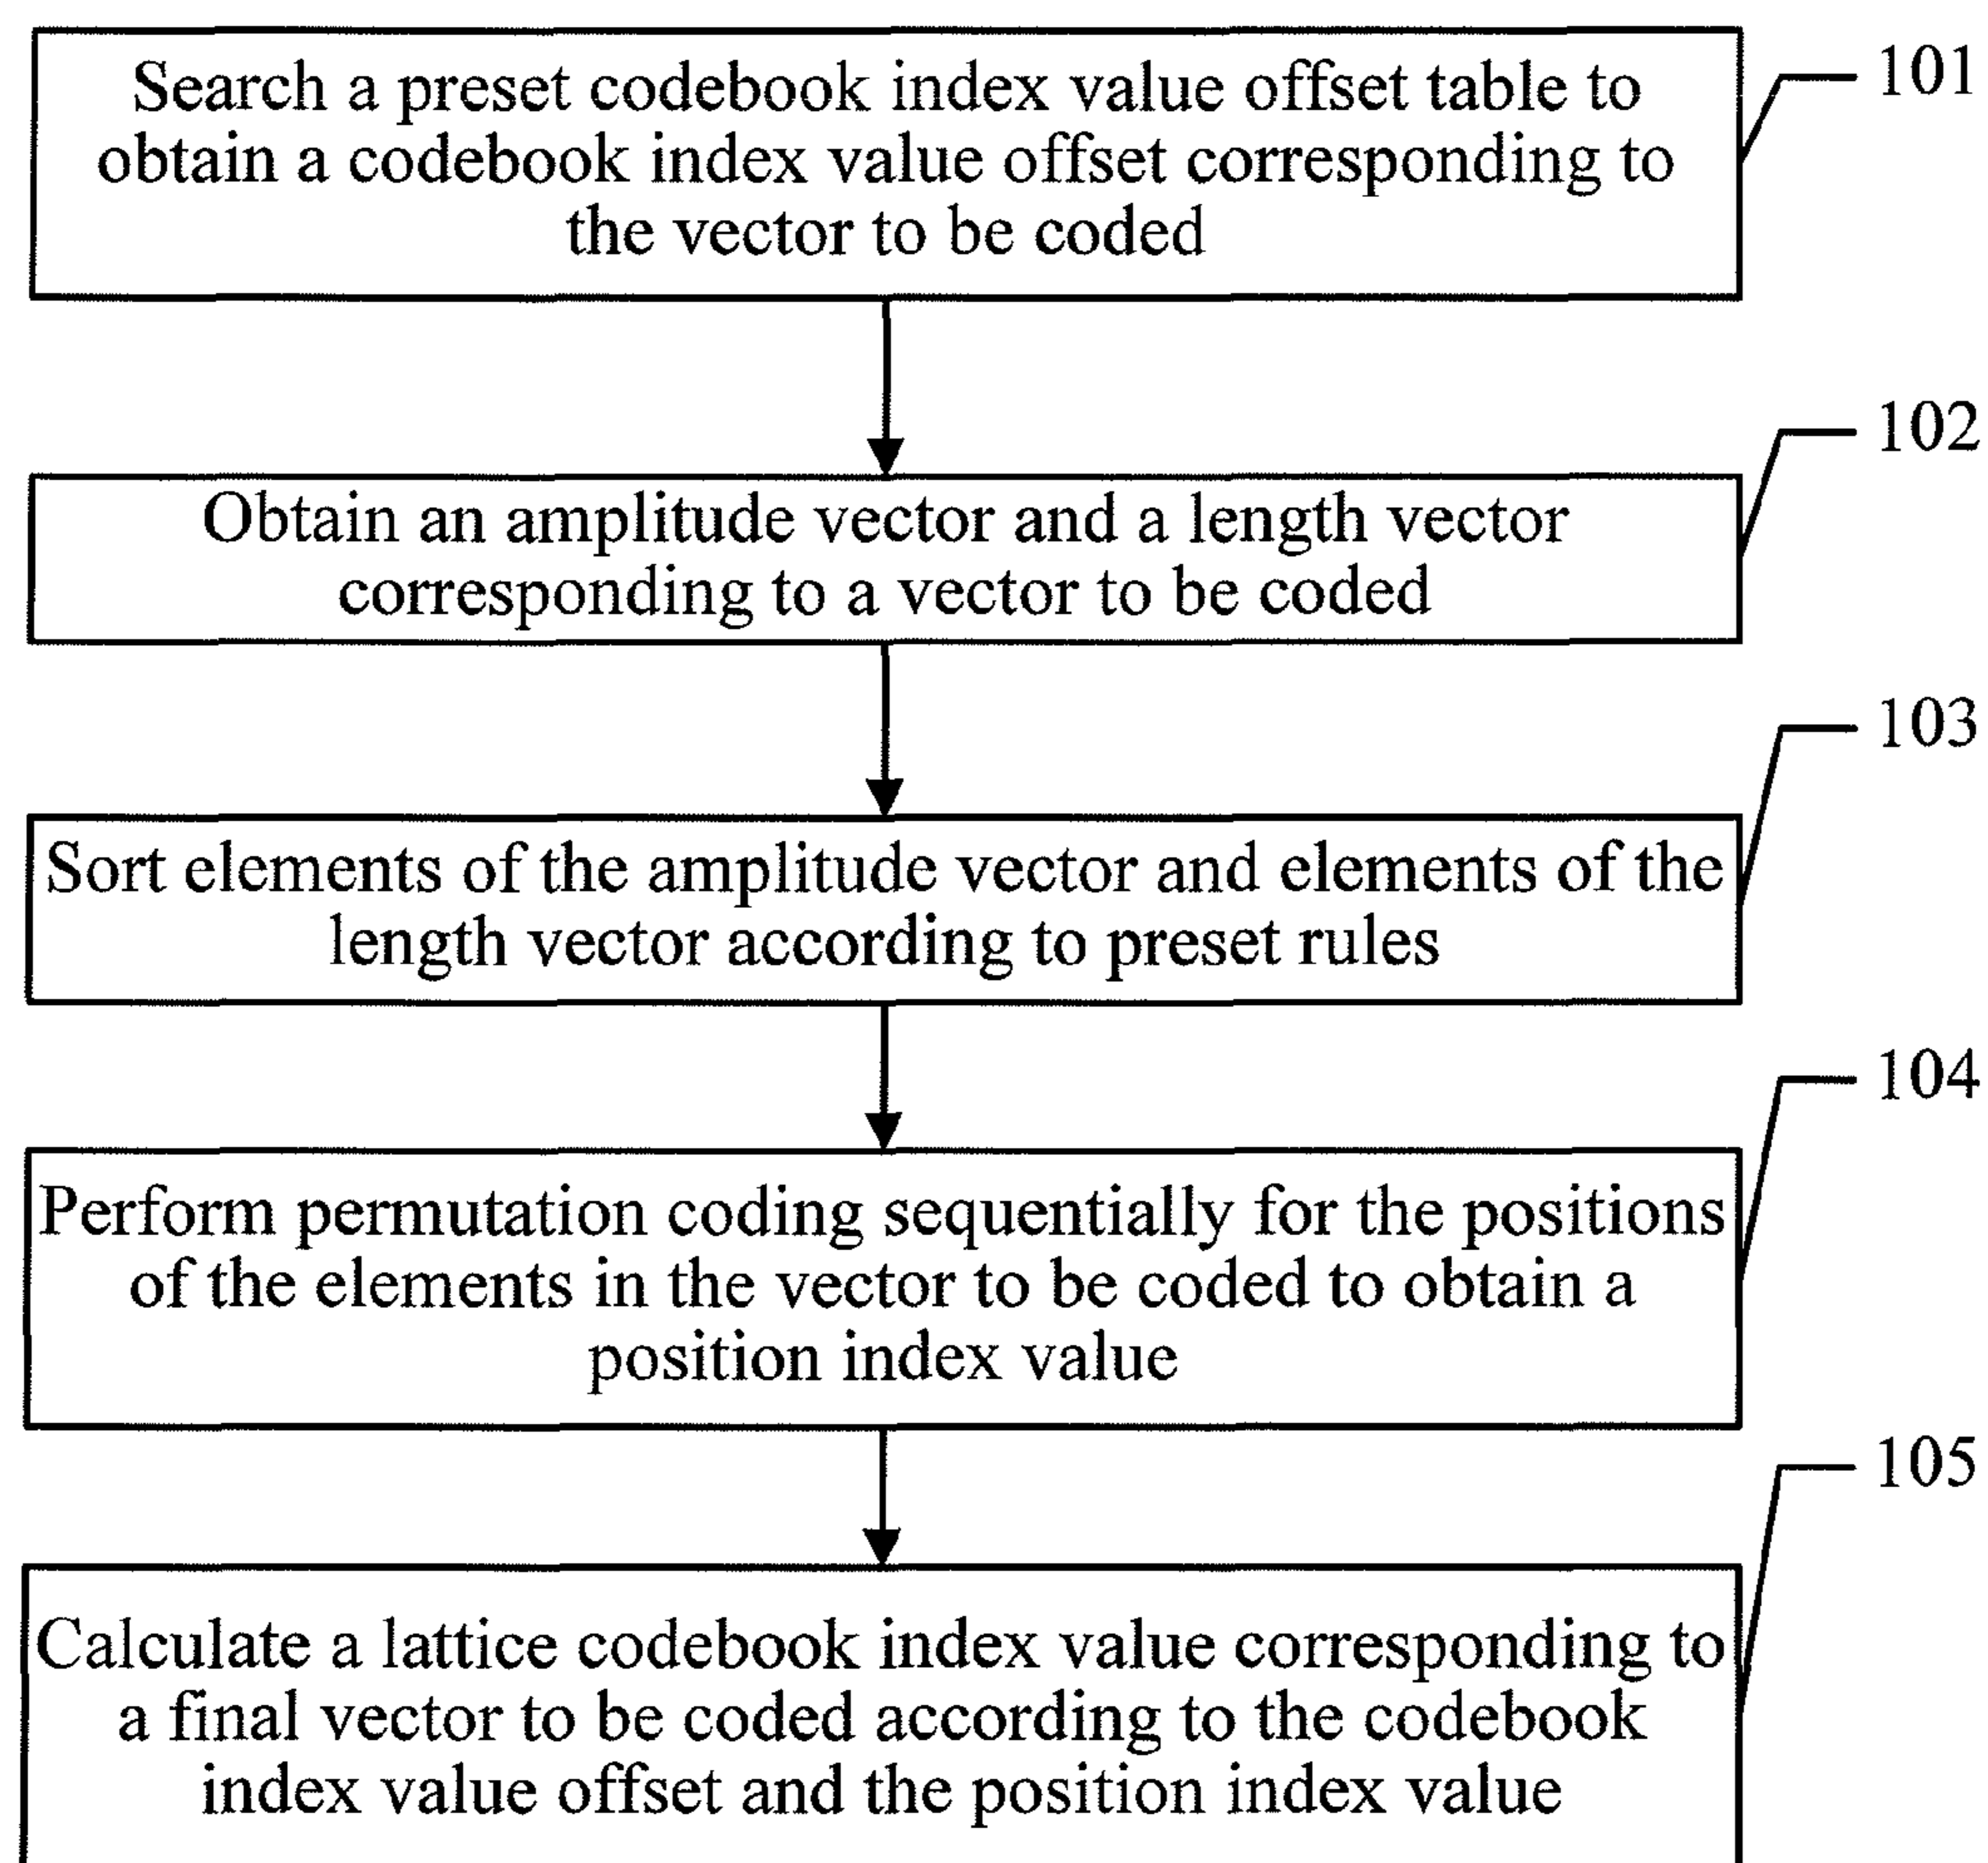 Search a preset codebook index value offset table to
obtain a codebook index value offset corresponding to
the vector to be coded
101
Obtain an amplitude vector and a length vector
corresponding to a vector to be coded
102
Sort elements of the amplitude vector and elements of the
length vector according to preset rules
103
Perform permutation coding sequentially for the positions
of the elements in the vector to be coded to obtain a
position index value
104
Calculate a lattice codebook index value corresponding to
a final vector to be coded according to the codebook
index value offset and the position index value
105